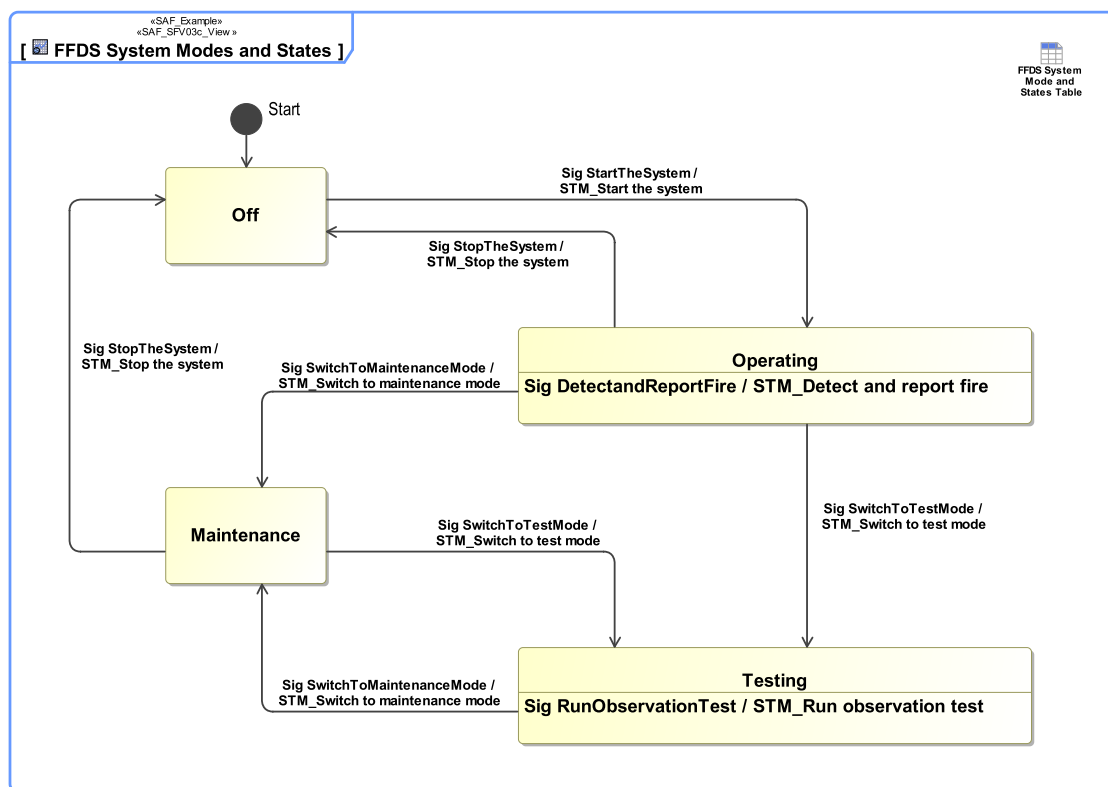 «SAF_Example»
«SAF_SFV03c_View »
[ FFDS System Modes and States ]
FFDS System
Mode and
States Table
Start
Off
Sig StartTheSystem /
STM_Start the system
Sig StopTheSystem /
STM_Stop the system
Sig StopTheSystem /
STM_Stop the system
Operating
Sig DetectandReportFire / STM_Detect and report fire
Sig SwitchToMaintenanceMode /
STM_Switch to maintenance mode
Maintenance
Sig SwitchToTestMode /
STM_Switch to test mode
Sig SwitchToTestMode /
STM_Switch to test mode
Testing
Sig RunObservationTest / STM_Run observation test
Sig SwitchToMaintenanceMode /
STM_Switch to maintenance mode